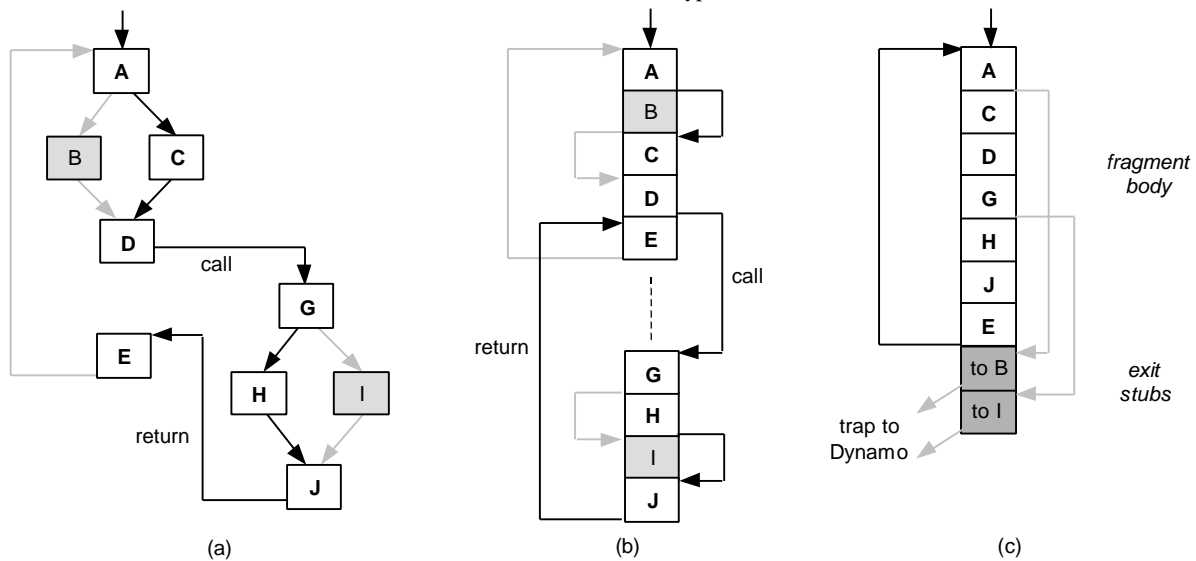 A
B
C
D
call
G
E
H
I
return
J
(a)
A
B
C
D
E
call
return
G
H
I
J
(b)
A
C
D
G
H
J
E
to B
to I
fragment
body
exit
stubs
trap to
Dynamo
(c)